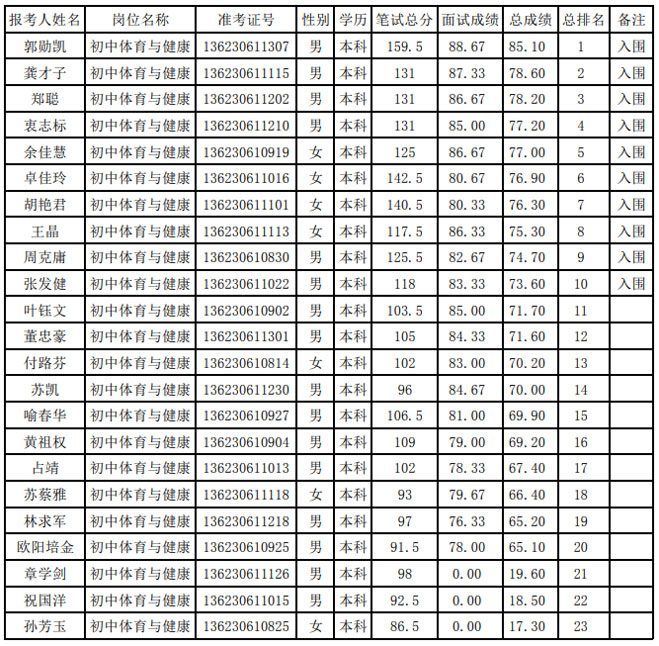 报考人姓名 岗位名称 准考证号 性别 学历 笔试总分 面试成绩 总成绩 总排名 备注
郭勋凯 初中体育与健康 136230611307 男 本科 159.5 88.67 85.10 1 入围
龚才子 初中体育与健康 136230611115 男 本科 131 87.33 78.60 2 入围
郑聪 初中体育与健康 136230611202 男 本科 131 86.67 78.20 3 入围
衷志标 初中体育与健康 136230611210 男 本科 131 85.00 77.20 4 入围
余佳慧 初中体育与健康 136230610919 女 本科 125 86.67 77.00 5 入围
卓佳玲 初中体育与健康 136230611016 女 本科 142.5 80.67 76.90 6 入围
胡艳君 初中体育与健康 136230611101 女 本科 140.5 80.33 76.30 7 入围
王晶 初中体育与健康 136230611113 女 本科 117.5 86.33 75.30 8 入围
周克庸 初中体育与健康 136230610830 男 本科 125.5 82.67 74.70 9 入围
张发健 初中体育与健康 136230611022 男 本科 118 83.33 73.60 10 入围
叶钰文 初中体育与健康 136230610902 男 本科 103.5 85.00 71.70 11
董忠豪 初中体育与健康 136230611301 男 本科 105 84.33 71.60 12
付路芬 初中体育与健康 136230610814 女 本科 102 83.00 70.20 13
苏凯 初中体育与健康 136230611230 男 本科 96 84.67 70.00 14
喻春华 初中体育与健康 136230610927 男 本科 106.5 81.00 69.90 15
黄祖权 初中体育与健康 136230610904 男 本科 109 79.00 69.20 16
占靖 初中体育与健康 136230611013 男 本科 102 78.33 67.40 17
苏蔡雅 初中体育与健康 136230611118 女 本科 93 79.67 66.40 18
林求军 初中体育与健康 136230611218 男 本科 97 76.33 65.20 19
欧阳培金 初中体育与健康 136230610925 男 本科 91.5 78.00 65.10 20
章学剑 初中体育与健康 136230611126 男 本科 98 0.00 19.60 21
祝国洋 初中体育与健康 136230611015 男 本科 92.5 0.00 18.50 22
孙芳玉 初中体育与健康 136230610825 女 本科 86.5 0.00 17.30 23